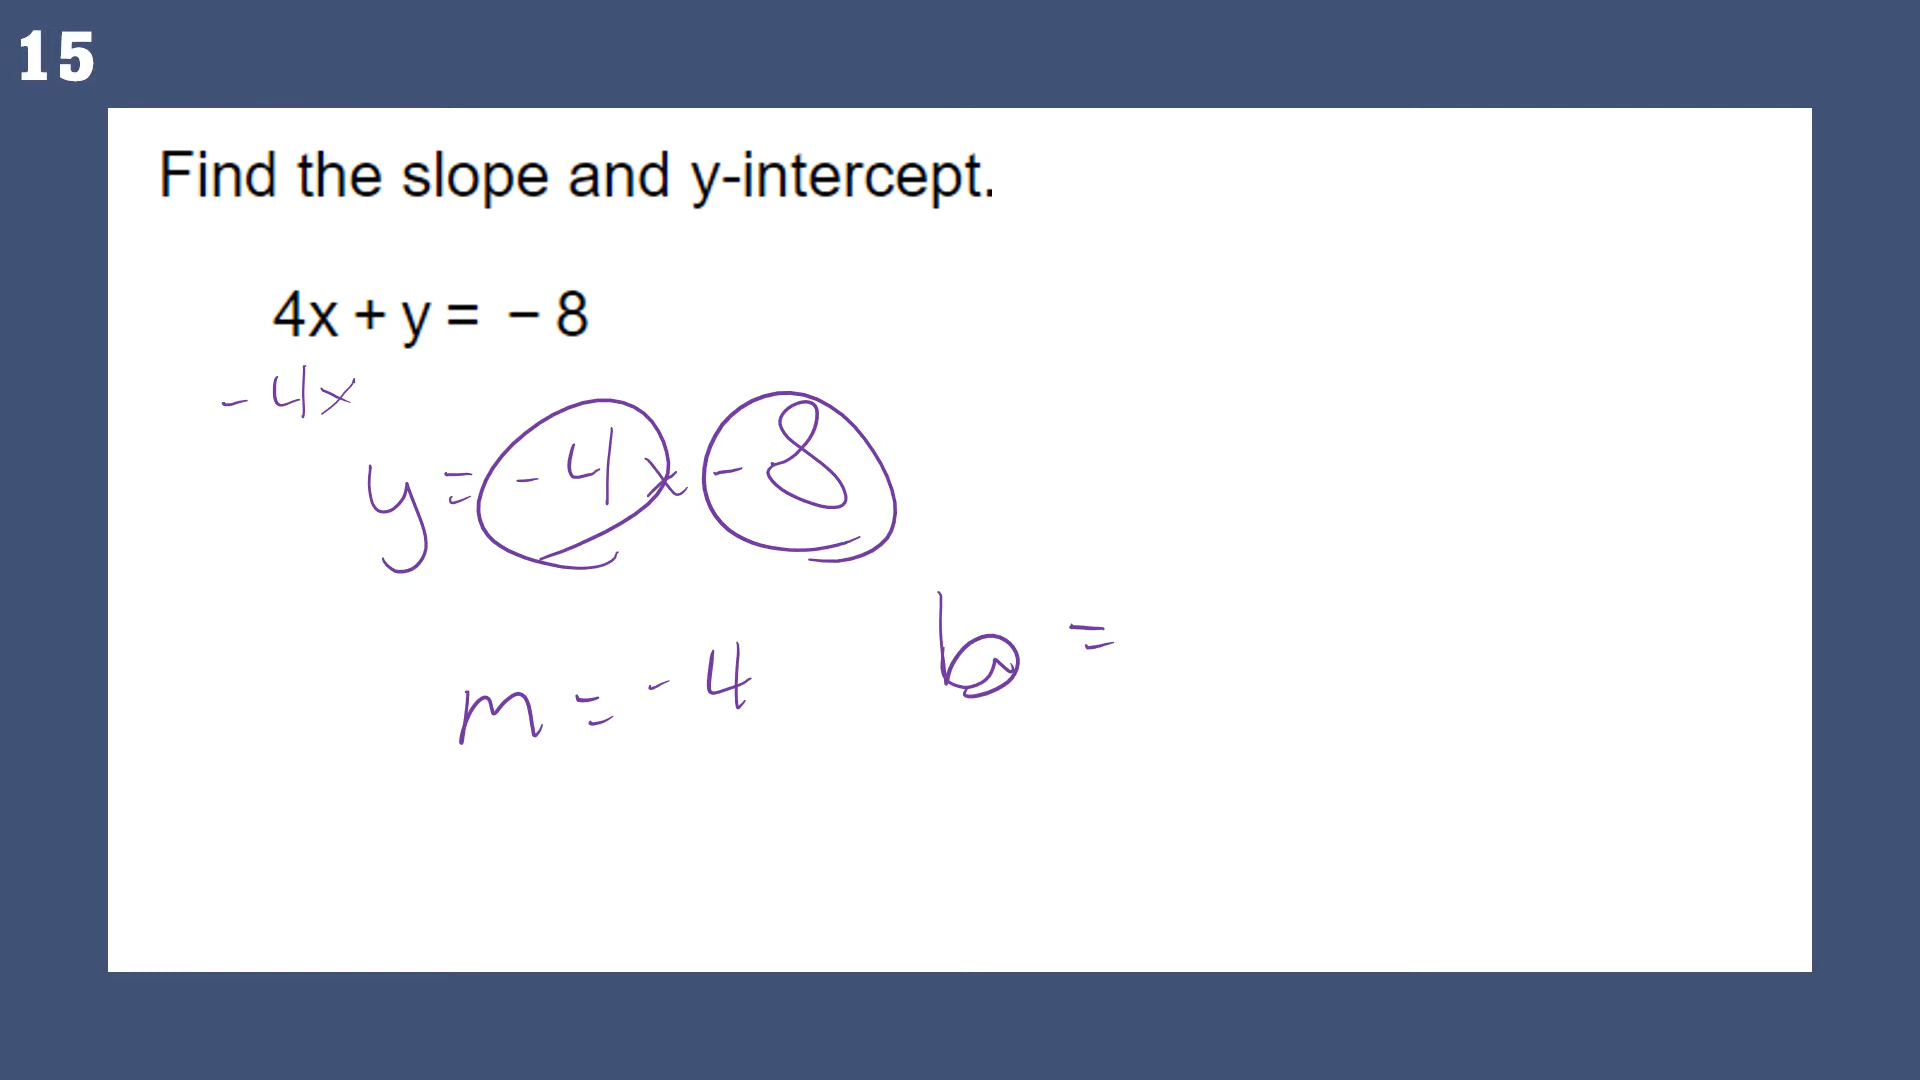 15
Find the slope and y-intercept.
4x + y = − 8
- 4x
y = -4x - 8
m = - 4
b =